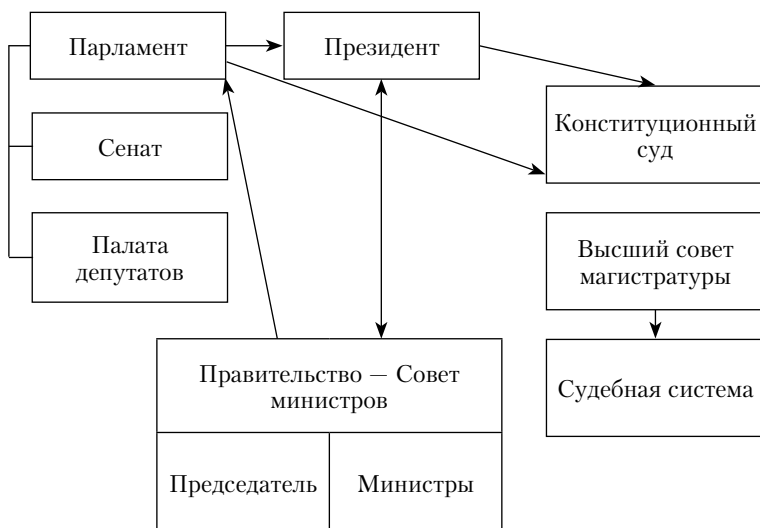 Парламент
Президент
Конституционный
суд
Сенат
Палата
депутатов
Высший совет
магистратуры
Правительство — Совет
министров
Судебная система
Председатель
Министры